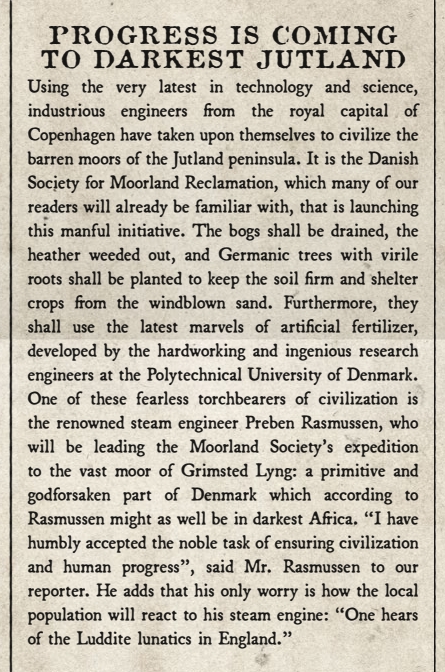 PROGRESS IS COMING
TO DARKEST JUTLAND
Using the very latest in technology and science,
industrious engineers from the royal capital of
Copenhagen have taken upon themselves to civilize the
barren moors of the Jutland peninsula. It is the Danish
Society for Moorland Reclamation, which many of our
readers will already be familiar with, that is launching
this manful initiative. The bogs shall be drained, the
heather weeded out, and Germanic trees with virile
roots shall be planted to keep the soil firm and shelter
crops from the windblown sand. Furthermore, they
shall use the latest marvels of artificial fertilizer,
developed by the hardworking and ingenious research
engineers at the Polytechnical University of Denmark.
One of these fearless torchbearers of civilization is
the renowned steam engineer Preben Rasmussen, who
will be leading the Moorland Society's expedition
to the vast moor of Grimsted Lyng: a primitive and
godforsaken part of Denmark which according to
Rasmussen might as well be in darkest Africa. “I have
humbly accepted the noble task of ensuring civilization
and human progress”, said Mr. Rasmussen to our
reporter. He adds that his only worry is how the local
population will react to his steam engine: “One hears
of the Luddite lunatics in England.”